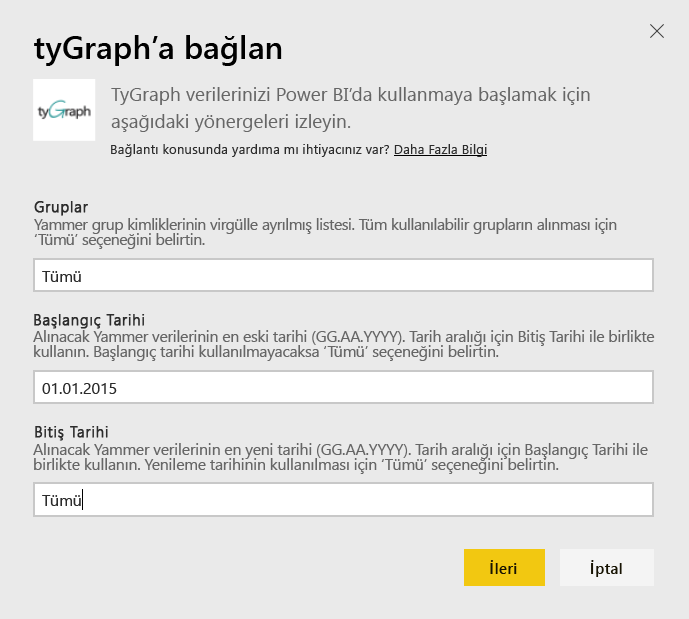 tyGraph’a bağlan
tyGraph
TyGraph verilerinizi Power BI’da kullanmaya başlamak için
aşağıdaki yönergeleri izleyin.
Bağlantı konusunda yardıma mı ihtiyacınız var? Daha Fazla Bilgi
Gruplar
Yammer grup kimliklerinin virgülle ayrılmış listesi. Tüm kullanılabilir grupların alınması için
‘Tümü’ seçeneğini belirtin.
Tümü
Başlangıç Tarihi
Alınacak Yammer verilerinin en eski tarihi (GG.AA.YYYY). Tarih aralığı için Bitiş Tarihi ile birlikte
kullanın. Başlangıç tarihi kullanılmayacaksa ‘Tümü’ seçeneğini belirtin.
01.01.2015
Bitiş Tarihi
Alınacak Yammer verilerinin en yeni tarihi (GG.AA.YYYY). Tarih aralığı için Başlangıç Tarihi ile
birlikte kullanın. Yenileme tarihinin kullanılması için ‘Tümü’ seçeneğini belirtin.
Tümü
İleri
İptal